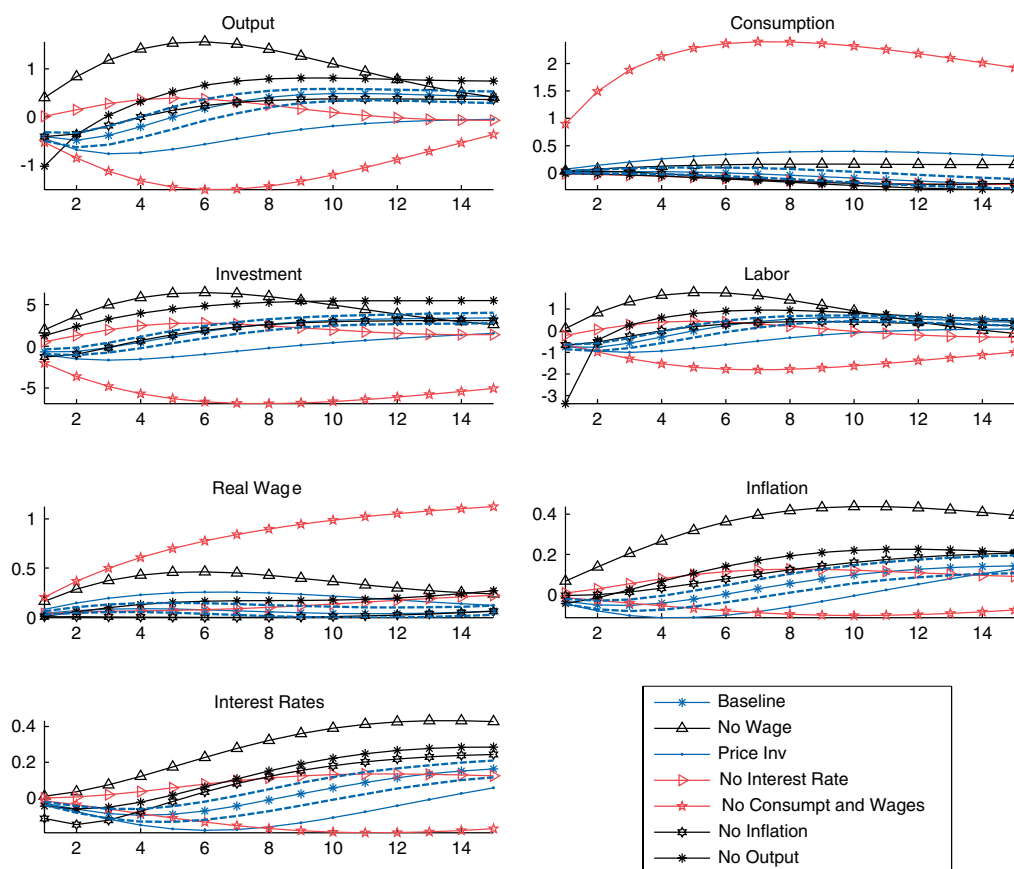 Output
1
0
-1
2 4 6 8 10 12 14
Consumption
2
1.5
1
0.5
0
2 4 6 8 10 12 14
Investment
5
0
-5
2 4 6 8 10 12 14
Labor
1
0
-1
-2
-3
2 4 6 8 10 12 14
Real Wage
1
0.5
0
2 4 6 8 10 12 14
Inflation
0.4
0.2
0
2 4 6 8 10 12 14
Interest Rates
0.4
0.2
0
2 4 6 8 10 12 14
Baseline
No Wage
Price Inv
No Interest Rate
No Consumpt and Wages
No Inflation
No Output